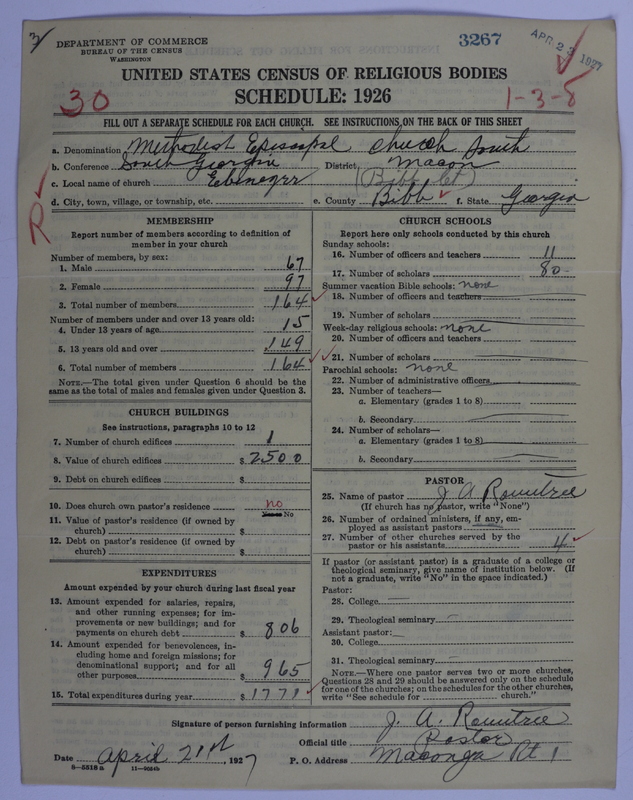 3/
DEPARTMENT OF COMMERCE
BUREAU OF THE CENSUS
WASHINGTON
3267
APR 23 1927
UNITED STATES CENSUS OF RELIGIOUS BODIES
SCHEDULE: 1926
30
1-3-8
FILL OUT A SEPARATE SCHEDULE FOR EACH CHURCH. SEE INSTRUCTIONS ON THE BACK OF THIS SHEET
a. Denomination Methodist Episcopal Church South
b. Conference South Georgia District Macon
c. Local name of church Ebenezer (Bibb Ct)
d. City, town, village, or township, etc. e. County Bibb f. State Georgia
R
MEMBERSHIP
Report number of members according to definition of
member in your church
Number of members, by sex:
1. Male 67
2. Female 97
3. Total number of members 164
Number of members under and over 13 years old:
4. Under 13 years of age 15
5. 13 years old and over 149
6. Total number of members 164
NOTE.—The total given under Question 6 should be the
same as the total of males and females given under Question 3.
CHURCH BUILDINGS
See instructions, paragraphs 10 to 12
7. Number of church edifices 1
8. Value of church edifices $2500
9. Debt on church edifices $
10. Does church own pastor's residence no
Yes or No
11. Value of pastor's residence (if owned by
church) $
12. Debt on pastor's residence (if owned by
church) $
EXPENDITURES
Amount expended by your church during last fiscal year
13. Amount expended for salaries, repairs,
and other running expenses; for im-
provements or new buildings; and for
payments on church debt $ 806
14. Amount expended for benevolences, in-
cluding home and foreign missions; for
denominational support; and for all
other purposes $ 965
15. Total expenditures during year $1771
CHURCH SCHOOLS
Report here only schools conducted by this church
Sunday schools:
16. Number of officers and teachers 11
17. Number of scholars 80
Summer vacation Bible schools: none
18. Number of officers and teachers
19. Number of scholars
Week-day religious schools: none
20. Number of officers and teachers
21. Number of scholars
Parochial schools: none
22. Number of administrative officers
23. Number of teachers—
a. Elementary (grades 1 to 8)
b. Secondary
24. Number of scholars—
a. Elementary (grades 1 to 8)
b. Secondary
PASTOR
25. Name of pastor J A Rountree
(If church has no pastor, write "None")
26. Number of ordained ministers, if any, em-
ployed as assistant pastors
27. Number of other churches served by the
pastor or his assistants 4
If pastor (or assistant pastor) is a graduate of a college or
theological seminary, give name of institution below. (If
not a graduate, write "No" in the space indicated.)
Pastor:
28. College
29. Theological seminary
Assistant pastor:
30. College
31. Theological seminary
NOTE.—Where one pastor serves two or more churches,
Questions 28 and 29 should be answered only on the schedule
for one of the churches; on the schedules for the other churches,
write "See schedule for church."
Signature of person furnishing information J. A. Rountree
Official title Pastor
Date April 21st, 1927 P. O. Address Macon Ga Rt 1
8-5518 a 11-9084b